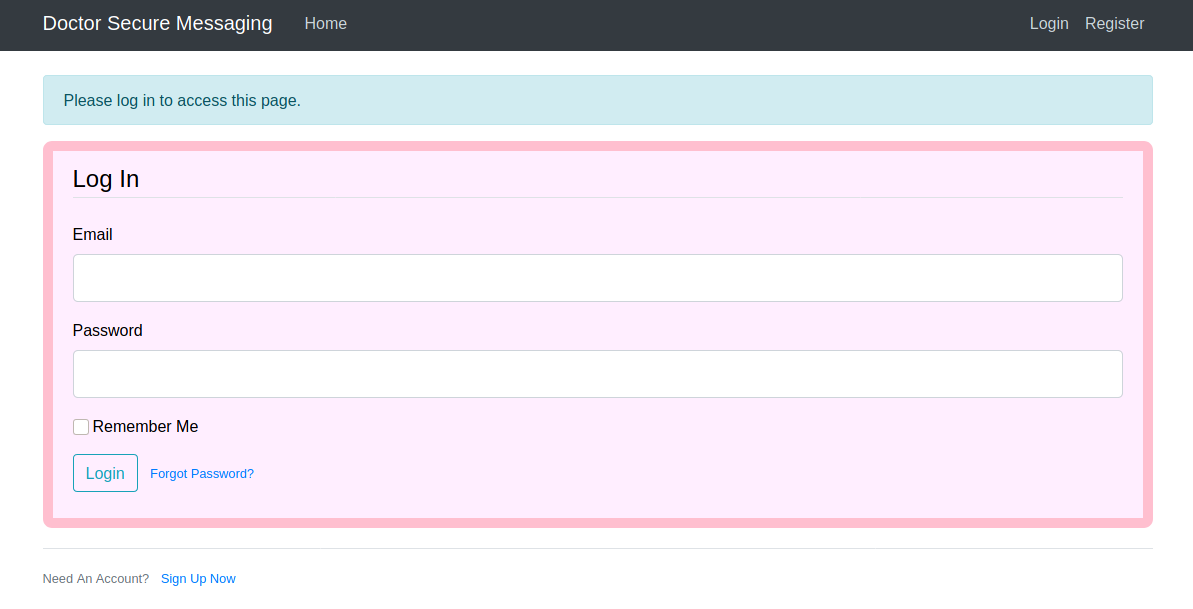 Doctor Secure Messaging Home Login Register
Please log in to access this page.
Log In
Email
Password
Remember Me
Login Forgot Password?
Need An Account? Sign Up Now